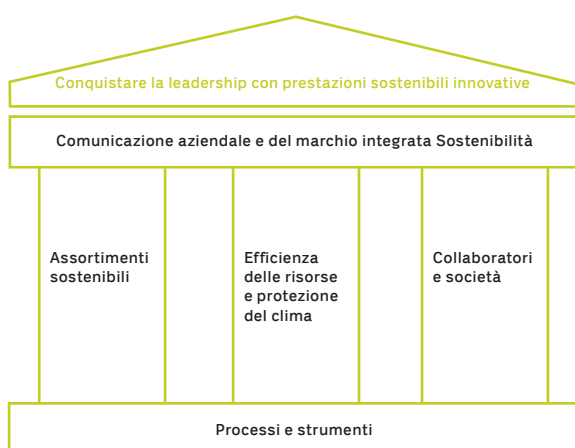 Conquistare la leadership con prestazioni sostenibili innovative
Comunicazione aziendale e del marchio integrata Sostenibilità
Assortimenti
sostenibili
Efficienza
delle risorse
e protezione
del clima
Collaboratori
e società
Processi e strumenti